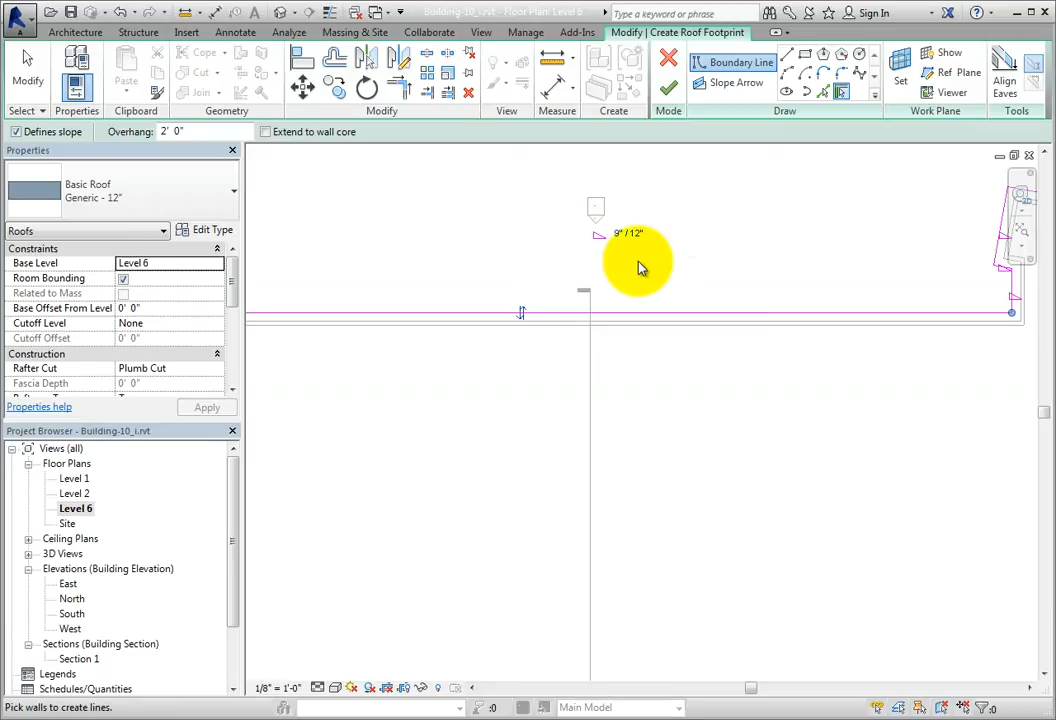 Building-10_i.rvt - Floor Plan: Level 6
Type a keyword or phrase
Sign In
Architecture
Structure
Insert
Annotate
Analyze
Massing & Site
Collaborate
View
Manage
Add-Ins
Modify | Create Roof Footprint
Modify
Paste
Cope
Cut
Join
Boundary Line
Slope Arrow
Set
Show
Ref Plane
Viewer
Align
Eaves
Select
Properties
Clipboard
Geometry
Modify
View
Measure
Create
Mode
Draw
Work Plane
Tools
Defines slope
Overhang: 2' 0"
Extend to wall core
Properties
Basic Roof
Generic - 12"
Roofs
Edit Type
Constraints
Base Level Level 6
Room Bounding
Related to Mass
Base Offset From Level 0' 0"
Cutoff Level None
Cutoff Offset 0' 0"
Construction
Rafter Cut Plumb Cut
Fascia Depth 0' 0"
Properties help
Apply
Project Browser - Building-10_i.rvt
Views (all)
Floor Plans
Level 1
Level 2
Level 6
Site
Ceiling Plans
3D Views
Elevations (Building Elevation)
East
North
South
West
Sections (Building Section)
Section 1
Legends
Schedules/Quantities
9" / 12"
2D
1/8" = 1'-0"
Pick walls to create lines.
:0
Main Model
:0